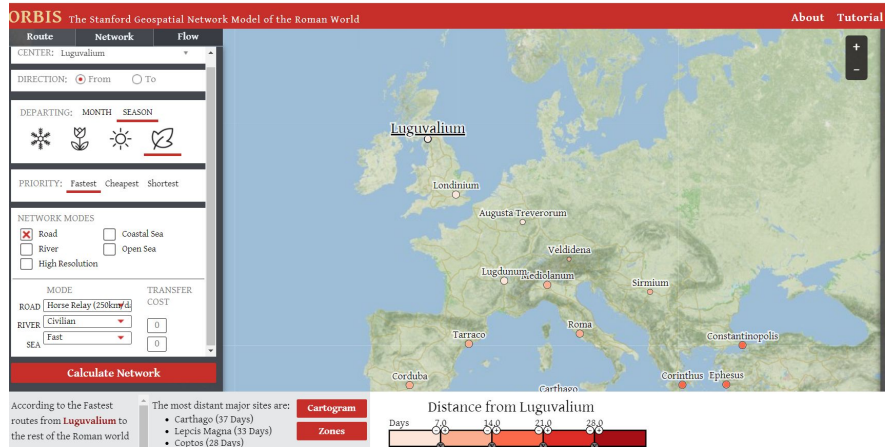 ORBIS The Stanford Geospatial Network Model of the Roman World
About Tutorial
Route Network Flow
CENTER: Luguvalium
DIRECTION: From To
DEPARTING: MONTH SEASON
PRIORITY: Fastest Cheapest Shortest
NETWORK MODES
Road Coastal Sea
River Open Sea
High Resolution
MODE TRANSFER COST
ROAD Horse Relay (250km/d
RIVER Civilian 0
SEA Fast 0
Calculate Network
+
-
Luguvalium
Londinium
Augusta Treverorum
Veldidena
Lugdunum
Mediolanum
Sirmium
Roma
Tarraco
Constantinopolis
Corduba
Corinthus Ephesus
Carthago
According to the Fastest
routes from Luguvalium to
the rest of the Roman world
The most distant major sites are:
• Carthago (37 Days)
• Lepcis Magna (33 Days)
• Coptos (28 Days)
Cartogram
Zones
Distance from Luguvalium
Days 7.0 14.0 21.0 28.0